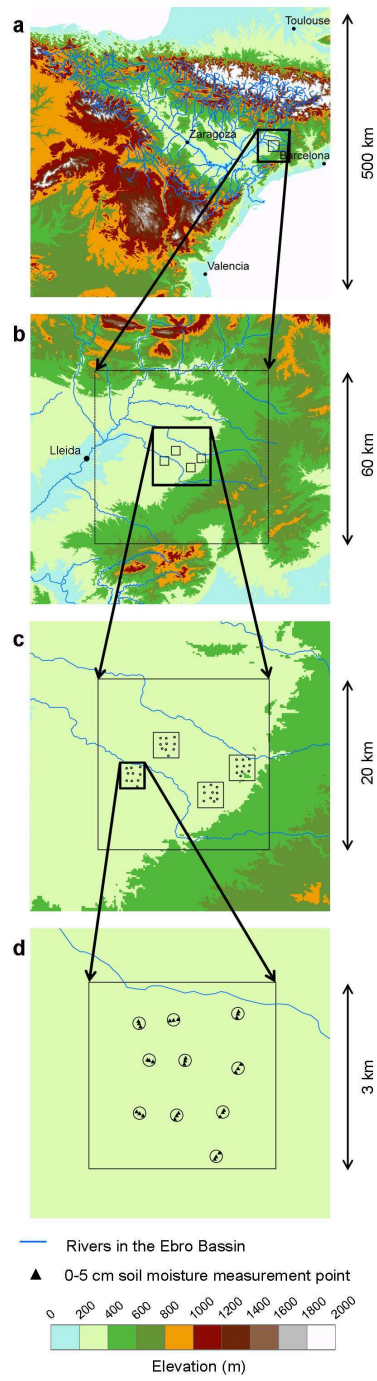 a
Toulouse
Zaragoza
Barcelona
Valencia
500 km
b
Lleida
60 km
c
20 km
d
3 km
Rivers in the Ebro Bassin
0-5 cm soil moisture measurement point
0 200 400 600 800 1000 1200 1400 1600 1800 2000
Elevation (m)